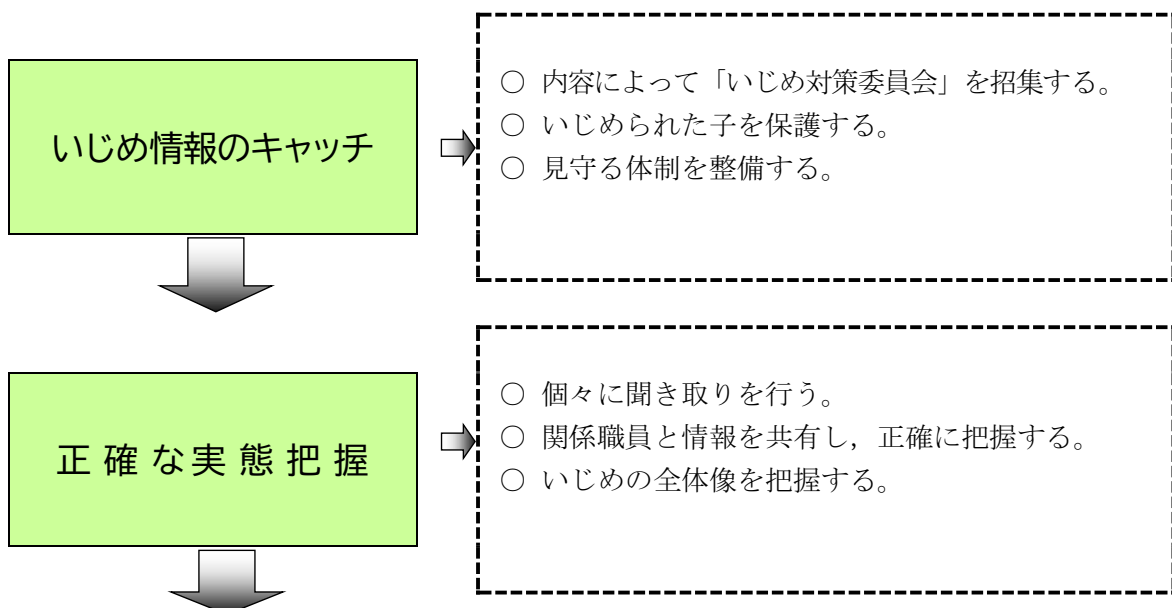 いじめ情報のキャッチ
○ 内容によって「いじめ対策委員会」を招集する。
○ いじめられた子を保護する。
○ 見守る体制を整備する。
正確な実態把握
○ 個々に聞き取りを行う。
○ 関係職員と情報を共有し，正確に把握する。
○ いじめの全体像を把握する。